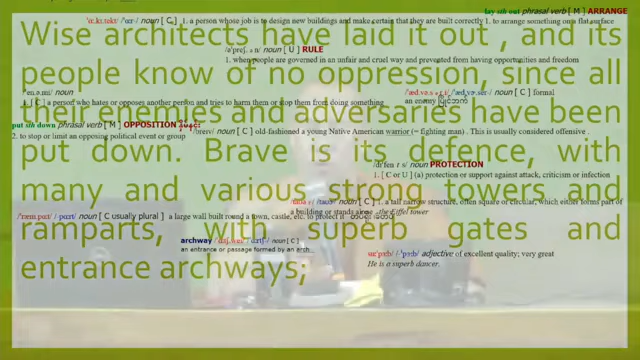 lay sth out phrasal verb [ M ] ARRANGE
noun [ C ] 1. a person whose job is to design new buildings and make certain that they are built correctly 1. to arrange something on a flat surface
Wise architects have laid it out , and its
noun [ U ] RULE
1. when people are governed in an unfair and cruel way and prevented from having opportunities and freedom
people know of no oppression, since all
noun
formal
[ C ] a person who hates or opposes another person and tries to harm them or stop them from doing something
an enemy
their enemies and adversaries have been
put sth down phrasal verb [ M ] OPPOSITION
noun [ C ] old-fashioned a young Native American warrior (= fighting man) . This is usually considered offensive .
2. to stop or limit an opposing political event or group
put down. Brave is its defence, with
noun PROTECTION
1. [ C or U ] (a) protection or support against attack, criticism or infection
many and various strong towers and
noun [ C ] 1. a tall narrow structure, often square or circular, which either forms part of
a building or stands alone the Eiffel tower
noun [ C usually plural ] a large wall built round a town, castle, etc. to protect it
ramparts, with superb gates and
archway noun [ C ]
an entrance or passage formed by an arch
adjective of excellent quality; very great
He is a superb dancer.
entrance archways;